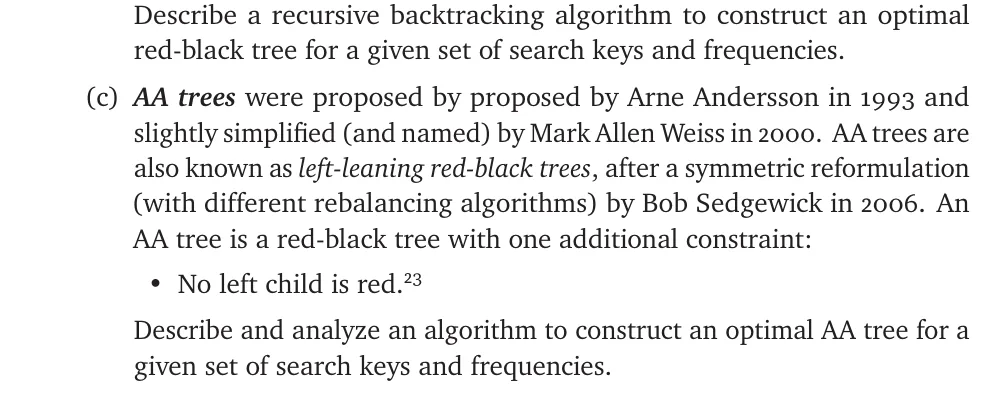 Describe a recursive backtracking algorithm to construct an optimal
red-black tree for a given set of search keys and frequencies.
(c) AA trees were proposed by proposed by Arne Andersson in 1993 and
slightly simplified (and named) by Mark Allen Weiss in 2000. AA trees are
also known as left-leaning red-black trees, after a symmetric reformulation
(with different rebalancing algorithms) by Bob Sedgewick in 2006. An
AA tree is a red-black tree with one additional constraint:
• No left child is red.²³
Describe and analyze an algorithm to construct an optimal AA tree for a
given set of search keys and frequencies.